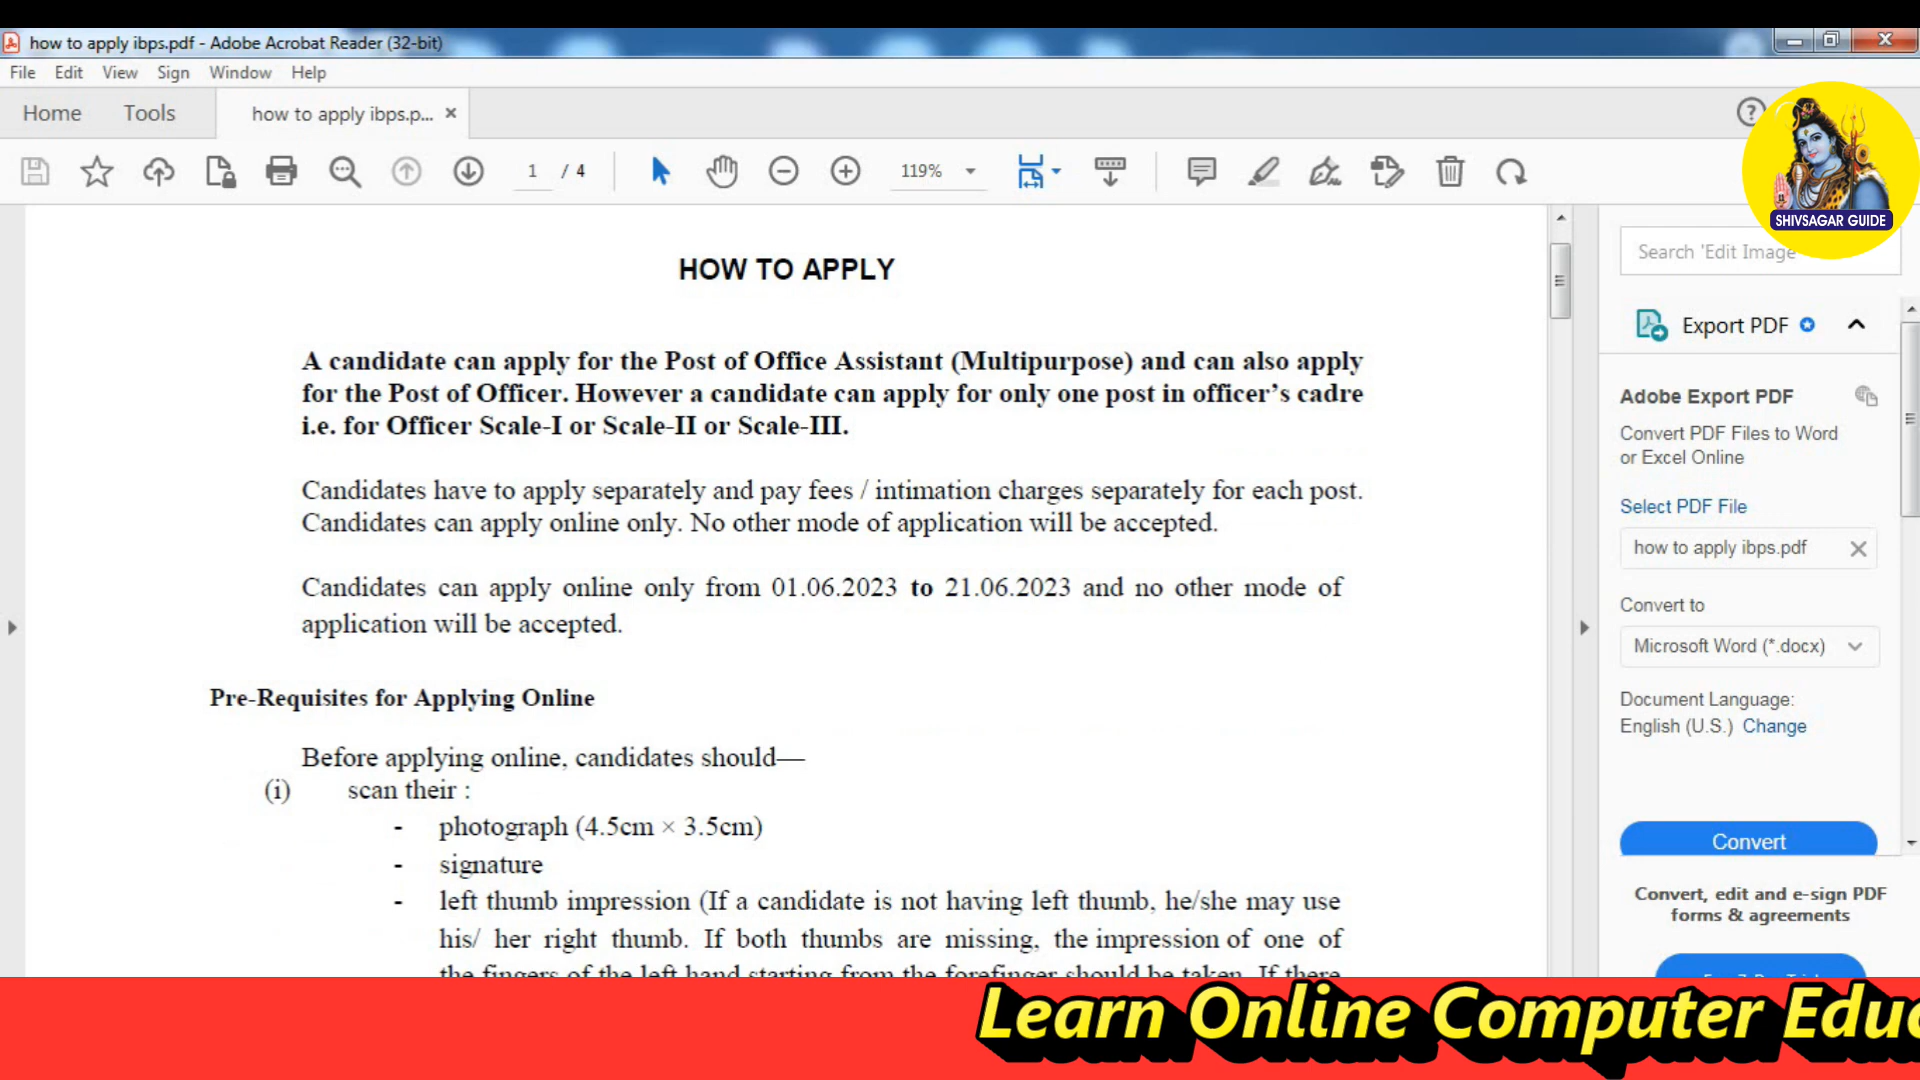 how to apply ibps.pdf - Adobe Acrobat Reader (32-bit)
File Edit View Sign Window Help
Home Tools how to apply ibps.p...
1 / 4 119%
SHIVSAGAR GUIDE
Search 'Edit Image
HOW TO APPLY
A candidate can apply for the Post of Office Assistant (Multipurpose) and can also apply
for the Post of Officer. However a candidate can apply for only one post in officer’s cadre
i.e. for Officer Scale-I or Scale-II or Scale-III.
Candidates have to apply separately and pay fees / intimation charges separately for each post.
Candidates can apply online only. No other mode of application will be accepted.
Candidates can apply online only from 01.06.2023 to 21.06.2023 and no other mode of
application will be accepted.
Pre-Requisites for Applying Online
Before applying online, candidates should—
(i) scan their :
- photograph (4.5cm × 3.5cm)
- signature
- left thumb impression (If a candidate is not having left thumb, he/she may use
his/ her right thumb. If both thumbs are missing, the impression of one of
the fingers of the left hand starting from the forefinger should be taken. If there
Export PDF
Adobe Export PDF
Convert PDF Files to Word
or Excel Online
Select PDF File
how to apply ibps.pdf
Convert to
Microsoft Word (*.docx)
Document Language:
English (U.S.) Change
Convert
Convert, edit and e-sign PDF
forms & agreements
Learn Online Computer Educ